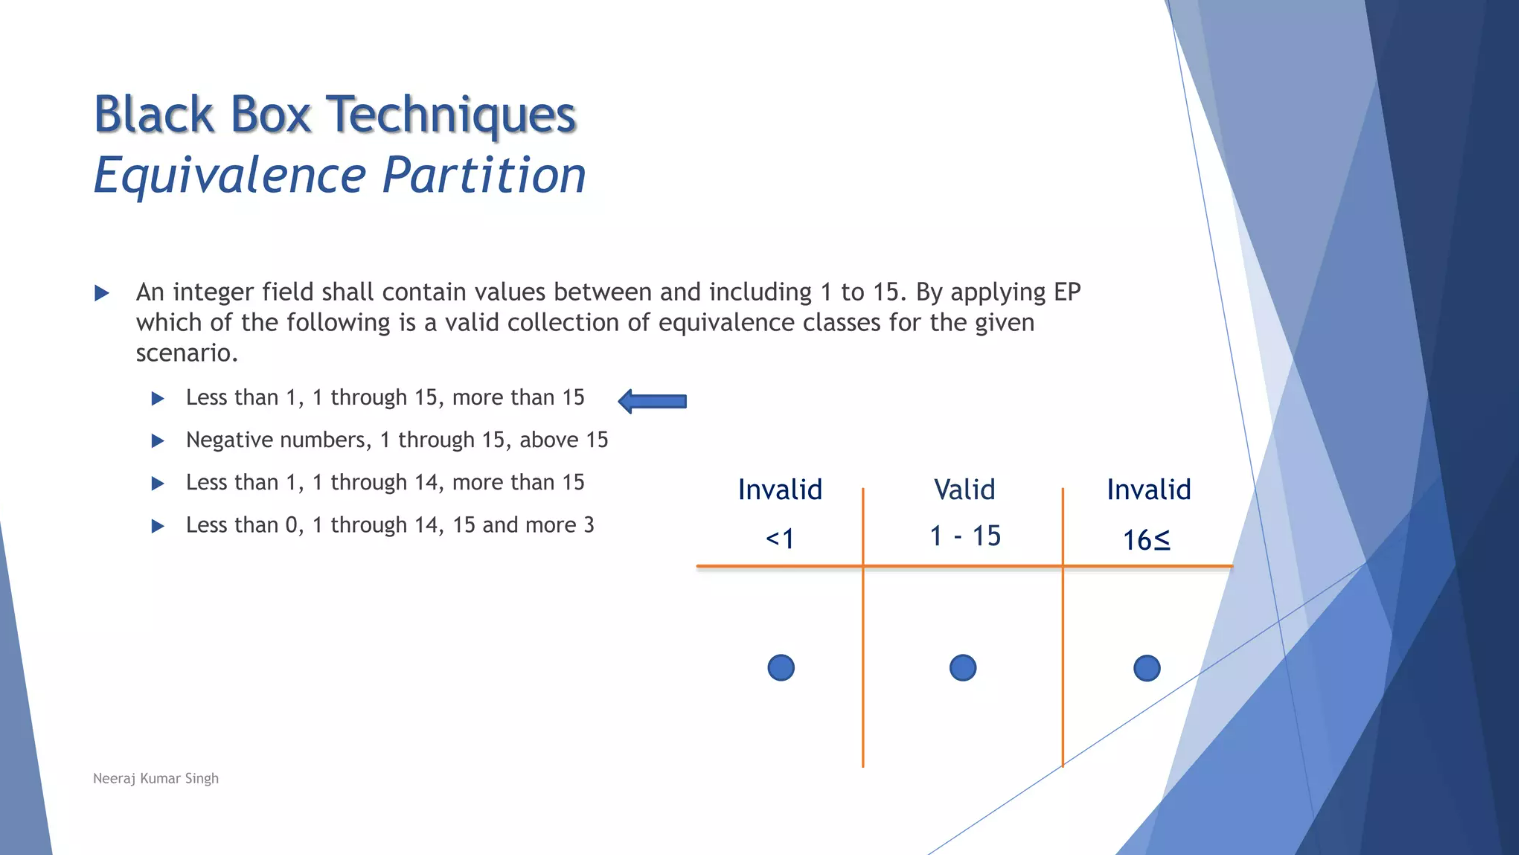 Black Box Techniques
Equivalence Partition
An integer field shall contain values between and including 1 to 15. By applying EP
which of the following is a valid collection of equivalence classes for the given
scenario.
Less than 1, 1 through 15, more than 15
Negative numbers, 1 through 15, above 15
Less than 1, 1 through 14, more than 15
Less than 0, 1 through 14, 15 and more 3
Invalid Valid Invalid
<1 1 - 15 16≤
Neeraj Kumar Singh